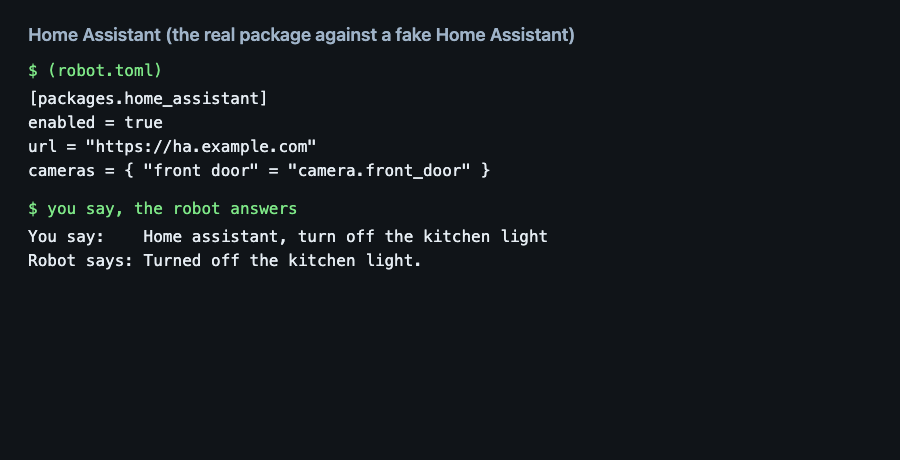 Home Assistant (the real package against a fake Home Assistant)
$ (robot.toml)
[packages.home_assistant]
enabled = true
url = "https://ha.example.com"
cameras = { "front door" = "camera.front_door" }
$ you say, the robot answers
You say:    Home assistant, turn off the kitchen light
Robot says: Turned off the kitchen light.